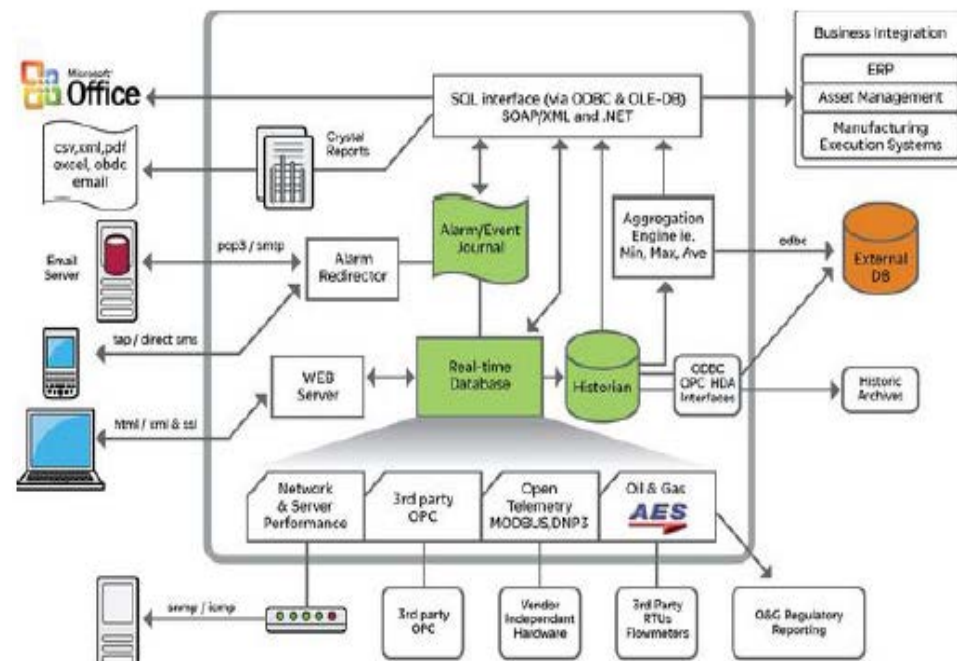 Business Integration
ERP
Asset Management
Manufacturing
Execution Systems
Microsoft
Office
SQL interface (via ODBC & OLE-DB)
SOAP/XML and .NET
csv,xml,pdf
excel, obdc
email
Crystal
Reports
Alarm/Event
Journal
Aggregation
Engine ie.
Min, Max, Ave
odbc
External
DB
Email
Server
pop3 / smtp
Alarm
Redirector
tap / direct sms
WEB
Server
Real-time
Database
Historian
ODBC
OPC HDA
Interfaces
Historic
Archives
html / xml & ssl
Network
& Server
Performance
3rd party
OPC
Open
Telemetry
MODBUS,DNP3
Oil & Gas
AES
snmp / icmp
3rd party
OPC
Vendor
Independent
Hardware
3rd Party
RTUs
Flowmeters
O&G Regulatory
Reporting